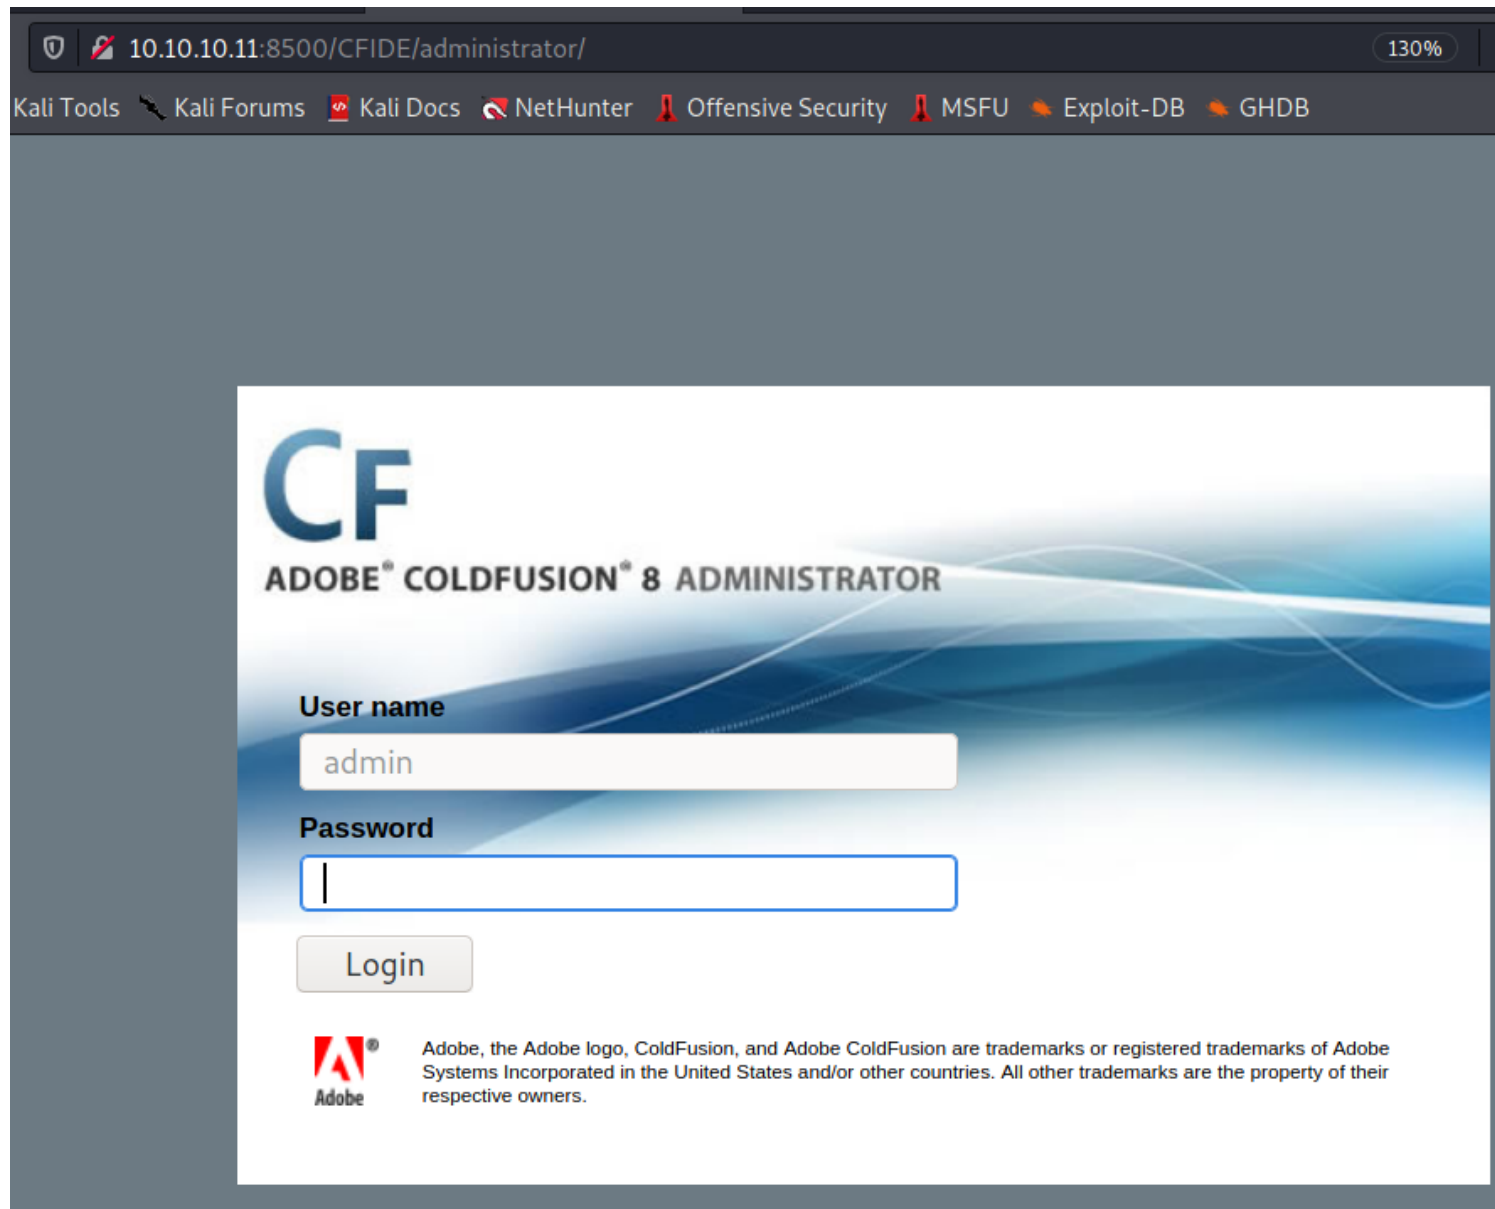 10.10.10.11:8500/CFIDE/administrator/ 130%
Kali Tools Kali Forums Kali Docs NetHunter Offensive Security MSFU Exploit-DB GHDB
CF
ADOBE® COLDFUSION® 8 ADMINISTRATOR
User name
admin
Password
Login
Adobe, the Adobe logo, ColdFusion, and Adobe ColdFusion are trademarks or registered trademarks of Adobe
Systems Incorporated in the United States and/or other countries. All other trademarks are the property of their
respective owners.
®
Adobe